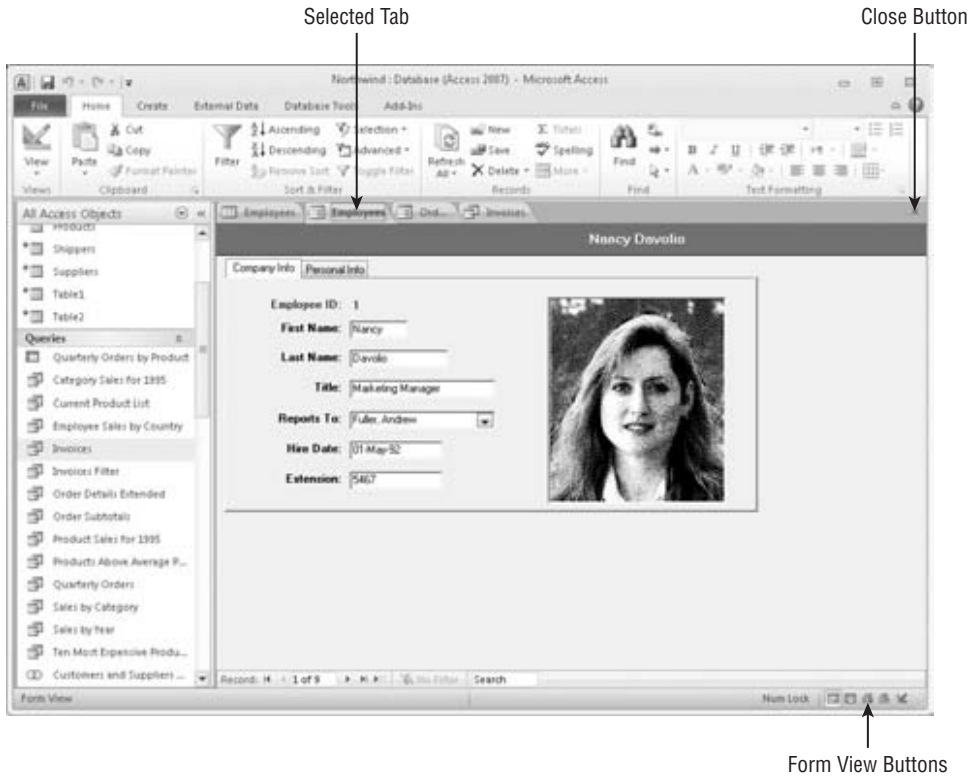 Selected Tab
Close Button
Northwind : Database (Access 2007) - Microsoft Access
File Home Create External Data Database Tools Add-Ins
View
Views
Paste
Cut
Copy
Format Painter
Clipboard
Filter
Ascending
Descending
Remove Sort
Selection
Advanced
Toggle Filter
Sort & Filter
Refresh All
New
Save
Delete
Totals
Spelling
More
Records
Find
Find
B I U
A
Text Formatting
All Access Objects
Products
Shippers
Suppliers
Table1
Table2
Queries
Quarterly Orders by Product
Category Sales for 1995
Current Product List
Employee Sales by Country
Invoices
Invoices Filter
Order Details Extended
Order Subtotals
Product Sales for 1995
Products Above Average P...
Quarterly Orders
Sales by Category
Sales by Year
Ten Most Expensive Produ...
Customers and Suppliers ...
Employees Employees Ord... Invoices
Nancy Davolio
Company Info Personal Info
Employee ID: 1
First Name: Nancy
Last Name: Davolio
Title: Marketing Manager
Reports To: Fuller, Andrew
Hire Date: 01-May-92
Extension: 5467
Record: 1 of 9 No Filter Search
Form View
Num Lock
Form View Buttons